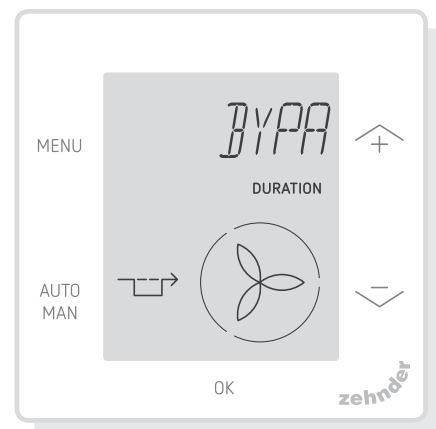 BYPA
MENU
+
DURATION
AUTO
MAN
−
OK
zehnder